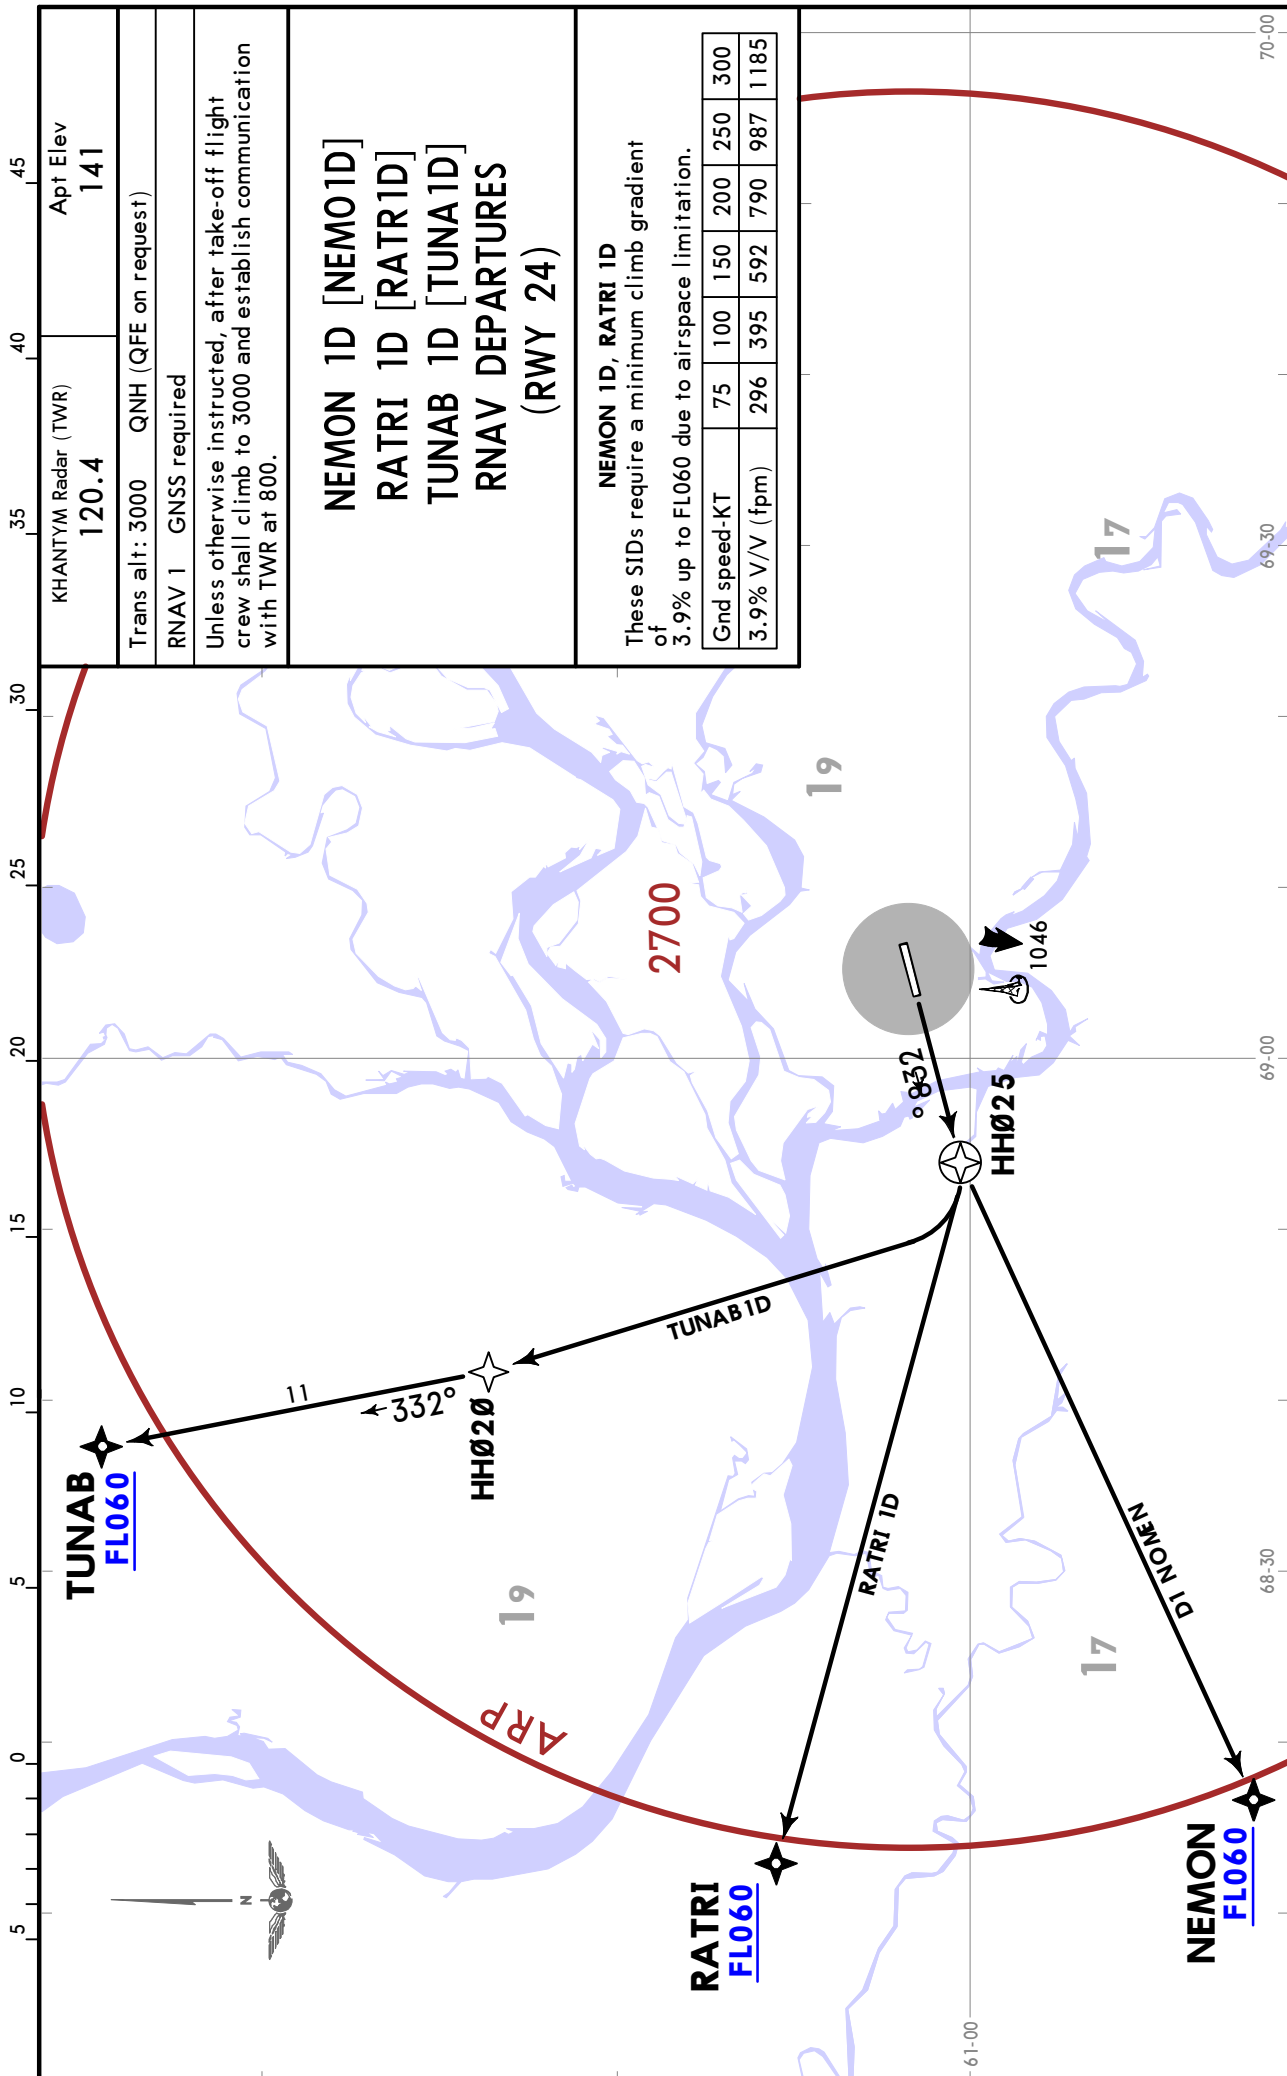 KHANTYM Radar (TWR)
120.4
Apt Elev
141
Trans alt: 3000 QNH (QFE on request)
RNAV 1 GNSS required
Unless otherwise instructed, after take-off flight
crew shall climb to 3000 and establish communication
with TWR at 800.
NEMON 1D [NEMO1D]
RATRI 1D [RATR1D]
TUNAB 1D [TUNA1D]
RNAV DEPARTURES
(RWY 24)
NEMON 1D, RATRI 1D
These SIDs require a minimum climb gradient
of
3.9% up to FL060 due to airspace limitation.
Gnd speed-KT 75 100 150 200 250 300
3.9% V/V (fpm) 296 395 592 790 987 1185
5 0 5 10 15 20 25 30 35 40 45
TUNAB
FL060
11
332°
HHØ2Ø
19
ARP
2700
TUNAB 1D
19
RATRI
FL060
RATRI 1D
238°
HHØ25
1046
17
NEMON 1D
17
NEMON
FL060
N
61-00
68-30
69-00
69-30
70-00